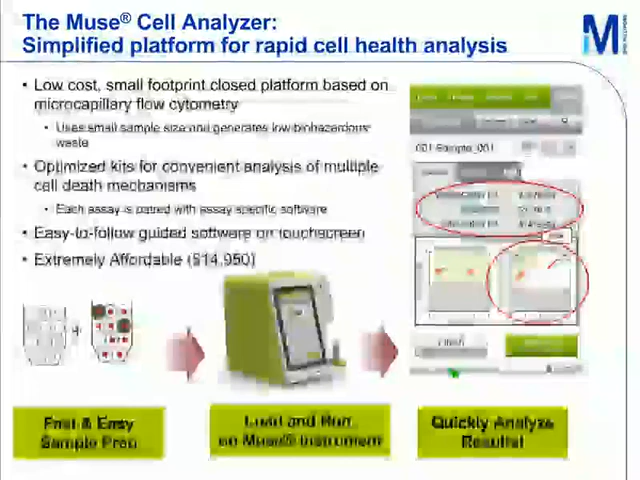 The Muse® Cell Analyzer:
Simplified platform for rapid cell health analysis
• Low cost, small footprint closed platform based on
microcapillary flow cytometry
• Uses small sample size and generates low biohazardous
waste
• Optimized kits for convenient analysis of multiple
cell death mechanisms
• Each assay is paired with assay specific software
• Easy-to-follow guided software on touchscreen
• Extremely Affordable ($14,950)
001 Sample_001
+
Fast & Easy
Sample Prep
Load and Run
on Muse® Instrument
Quickly Analyze
Results!